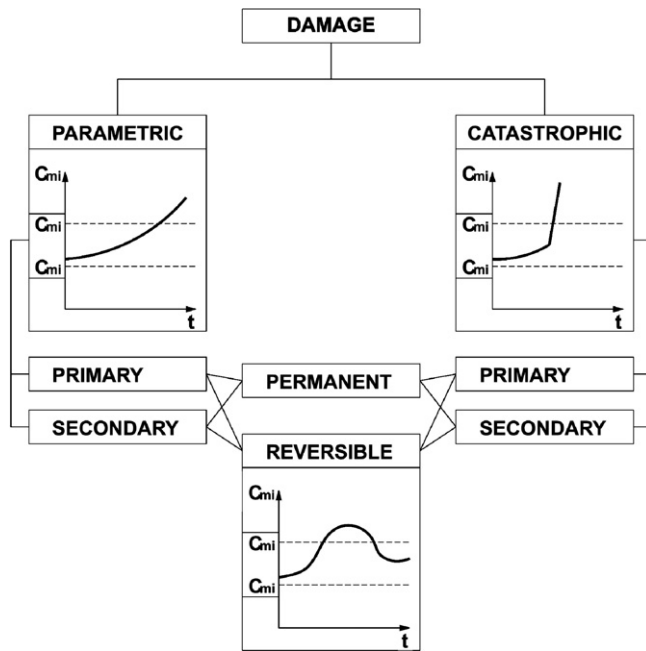 DAMAGE
PARAMETRIC
Cmi
Cmi
Cmi
t
CATASTROPHIC
Cmi
Cmi
Cmi
t
PRIMARY
SECONDARY
PERMANENT
PRIMARY
SECONDARY
REVERSIBLE
Cmi
Cmi
Cmi
t